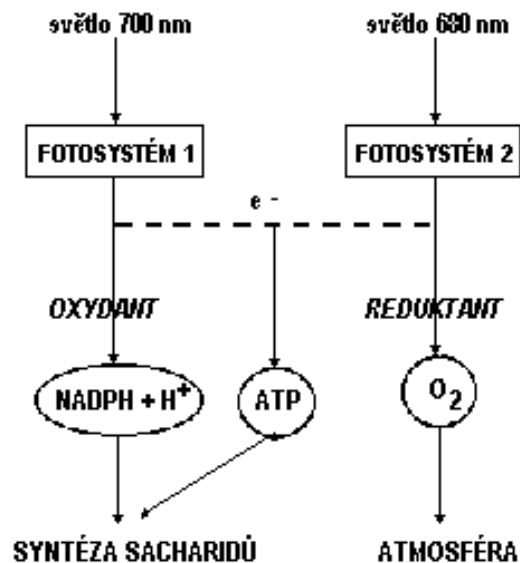 světlo 700 nm
světlo 680 nm
FOTOSYSTÉM 1
FOTOSYSTÉM 2
e -
OXYDANT
REDUKTANT
NADPH + H+
ATP
O2
SYNTÉZA SACHARIDŮ
ATMOSFÉRA